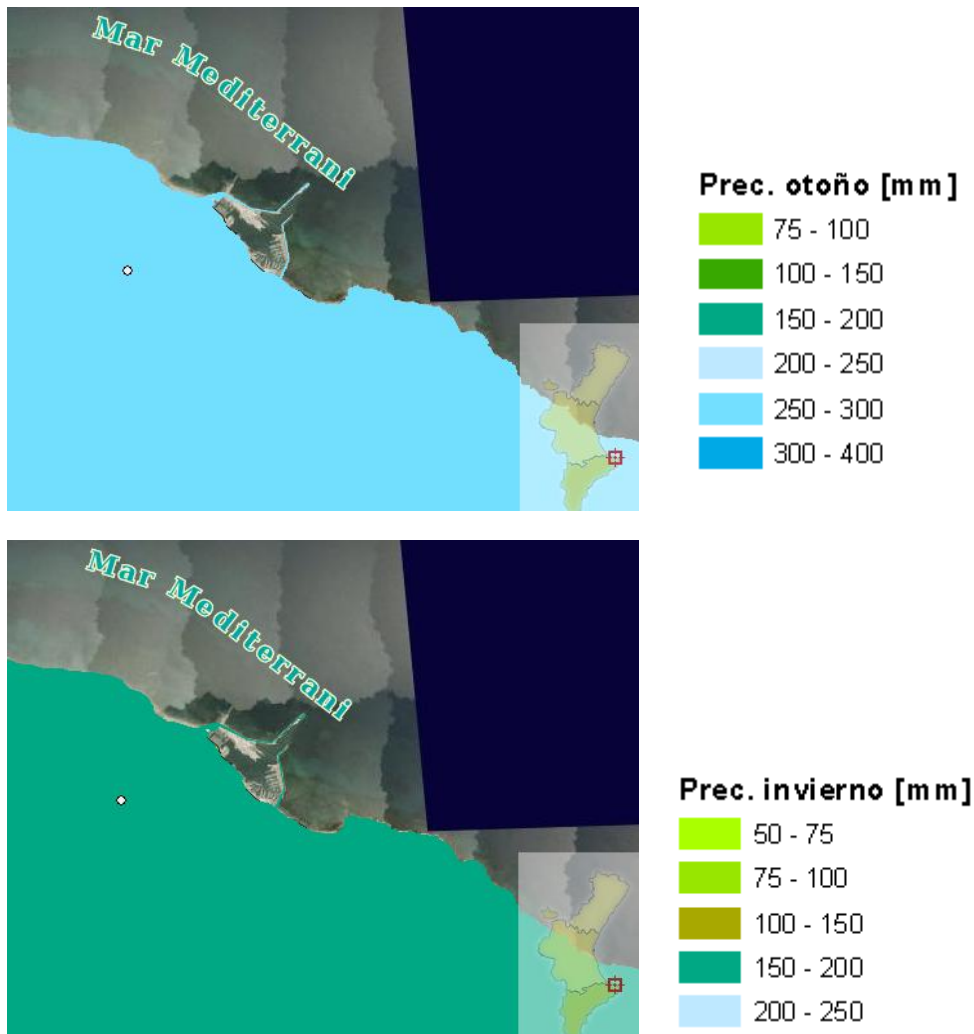 Mar Mediterrani
Prec. otoño [mm]
75 - 100
100 - 150
150 - 200
200 - 250
250 - 300
300 - 400
Mar Mediterrani
Prec. invierno [mm]
50 - 75
75 - 100
100 - 150
150 - 200
200 - 250